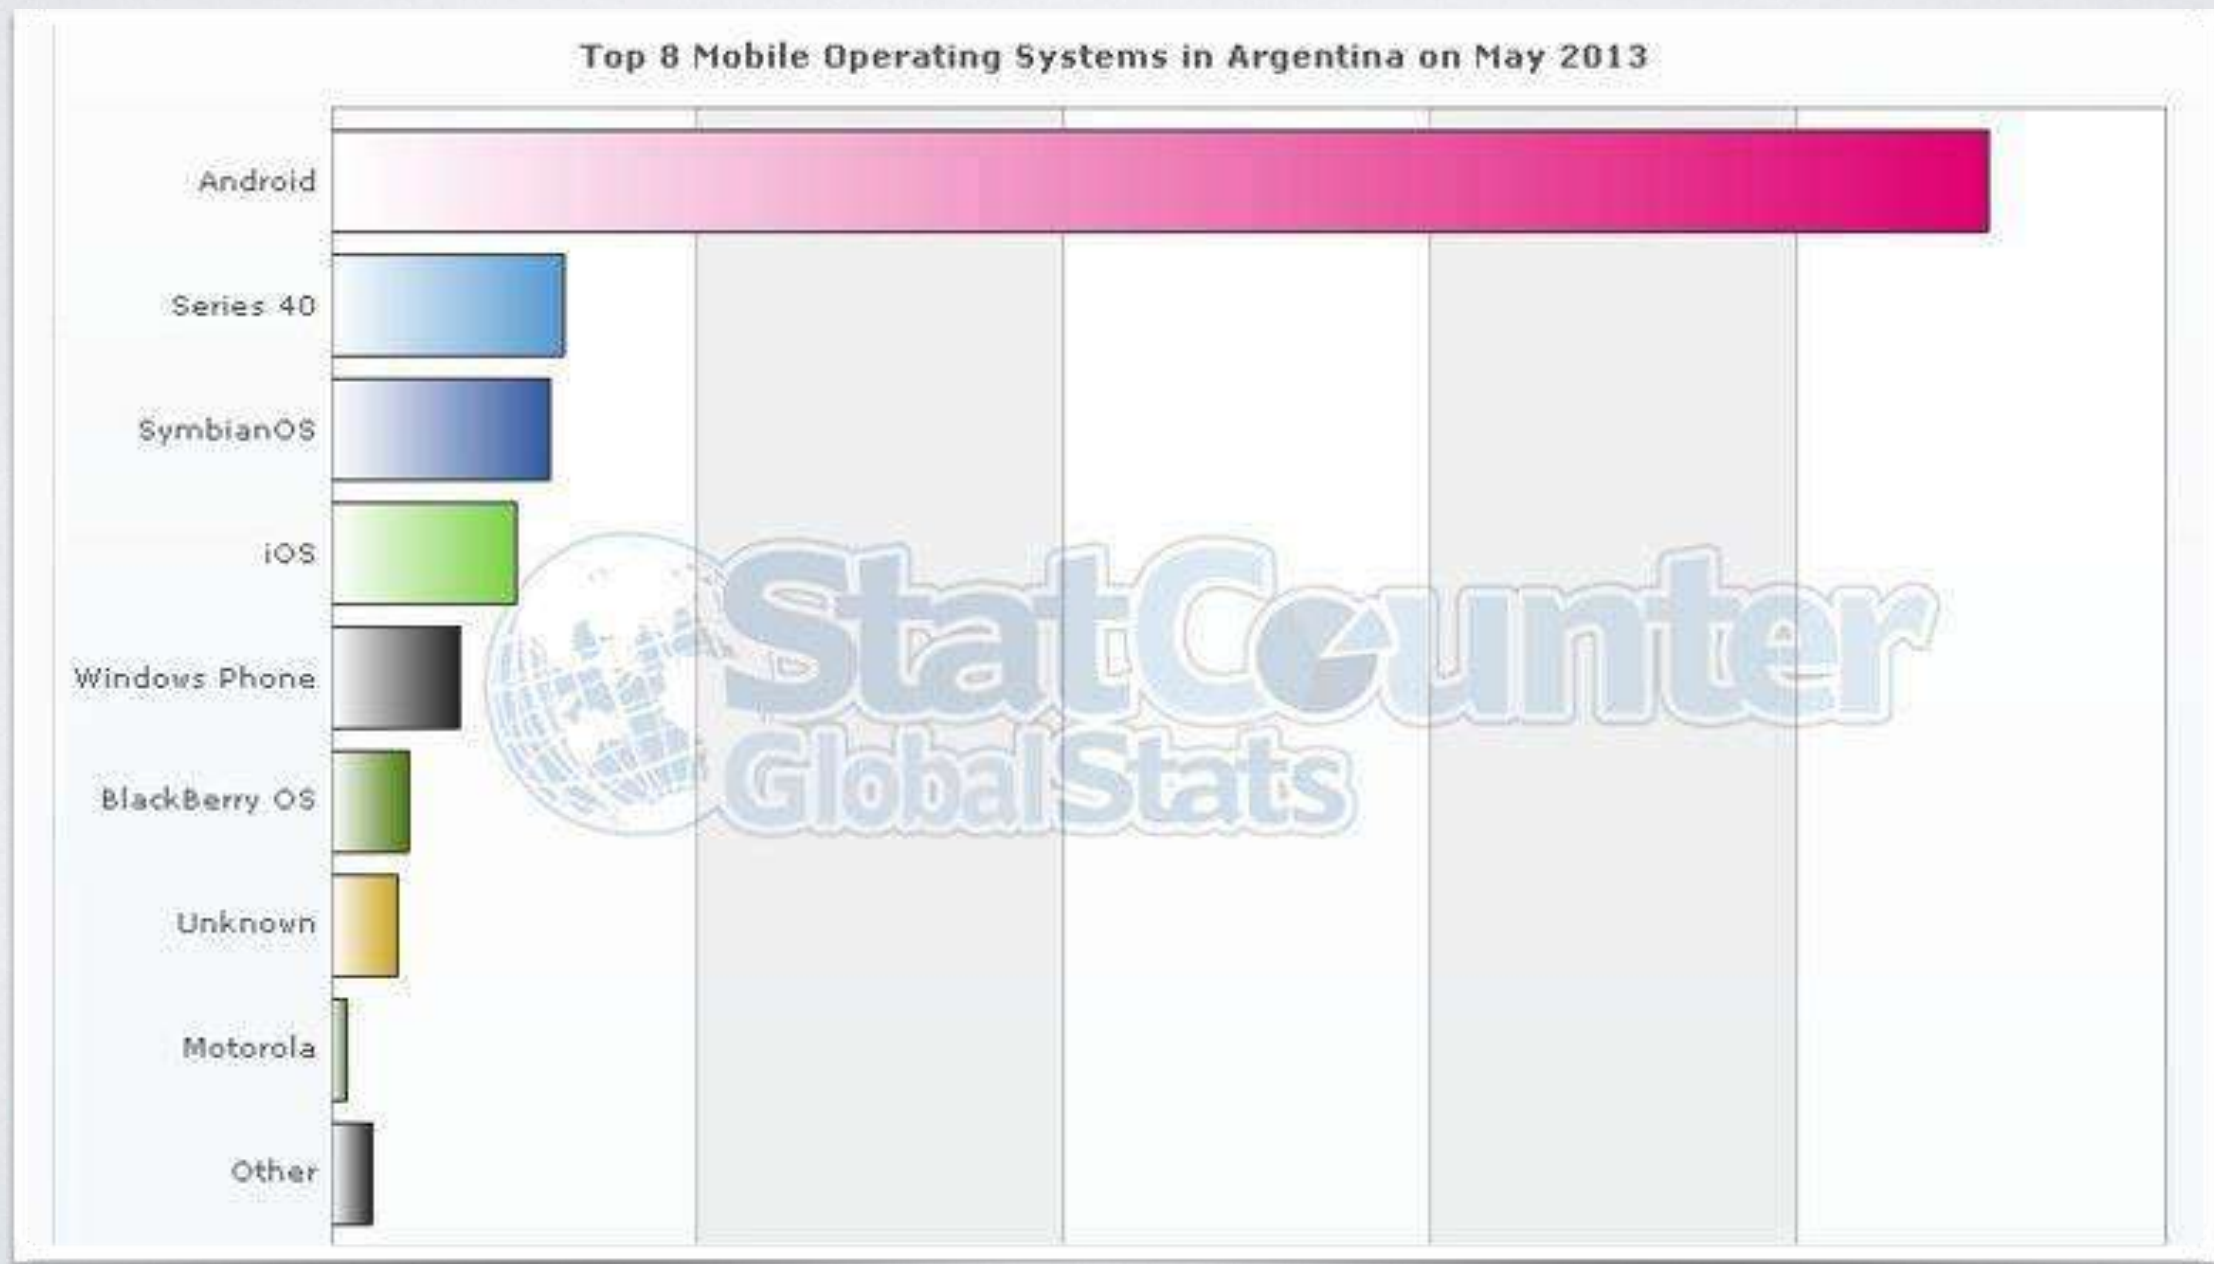 Top 8 Mobile Operating Systems in Argentina on May 2013
Android
Series 40
SymbianOS
iOS
Windows Phone
BlackBerry OS
Unknown
Motorola
Other
StatCounter
GlobalStats